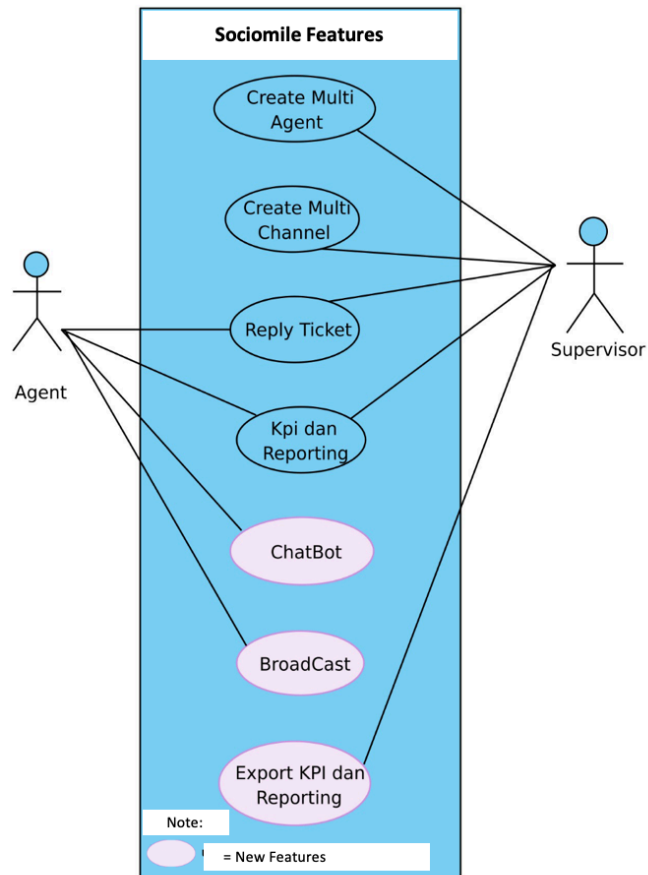 Sociomile Features
Create Multi
Agent
Create Multi
Channel
Reply Ticket
Agent
Supervisor
Kpi dan
Reporting
ChatBot
BroadCast
Export KPI dan
Reporting
Note:
= New Features